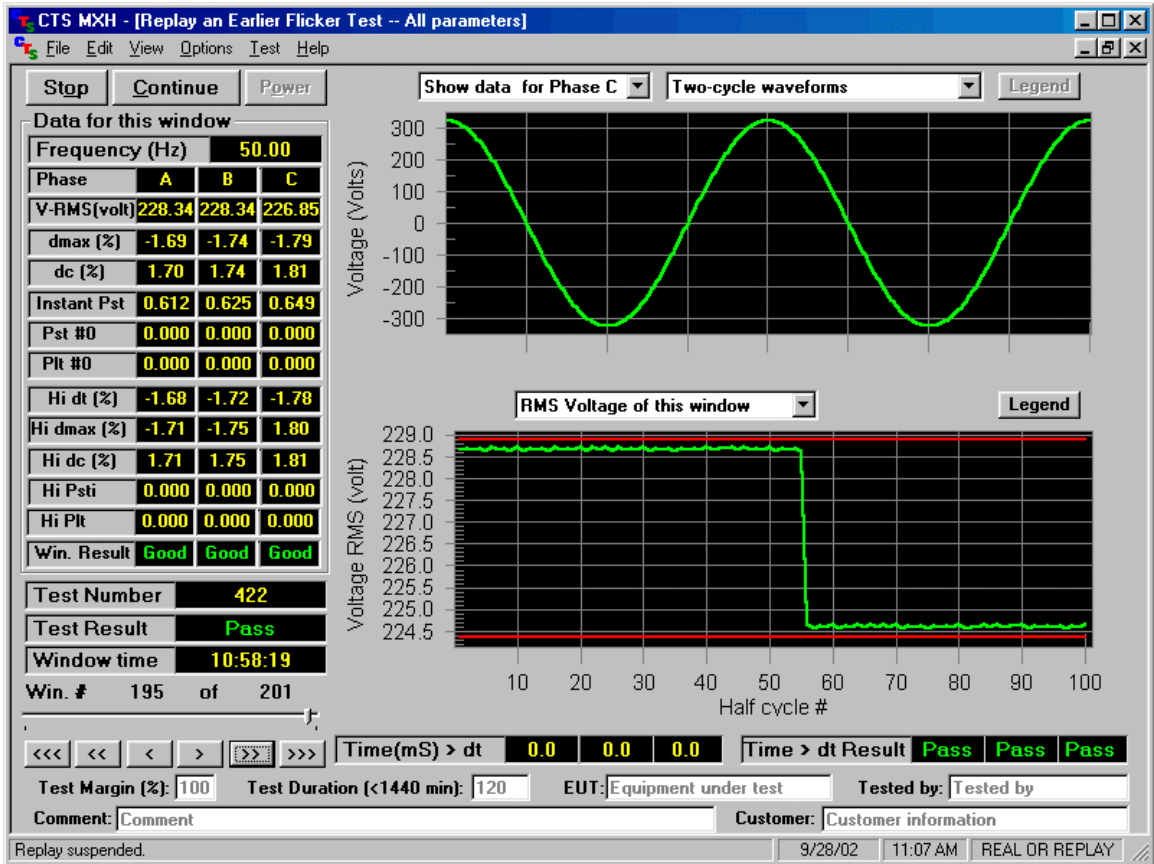 CTS MXH - [Replay an Earlier Flicker Test -- All parameters]
File Edit View Options Test Help
Stop Continue Power
Show data for Phase C Two-cycle waveforms Legend
Data for this window
Frequency (Hz) 50.00
Phase A B C
V-RMS(volt) 228.34 228.34 226.85
dmax (%) -1.69 -1.74 -1.79
dc (%) 1.70 1.74 1.81
Instant Pst 0.612 0.625 0.649
Pst #0 0.000 0.000 0.000
Plt #0 0.000 0.000 0.000
Hi dt (%) -1.68 -1.72 -1.78
Hi dmax (%) -1.71 -1.75 1.80
Hi dc (%) 1.71 1.75 1.81
Hi Psti 0.000 0.000 0.000
Hi Plt 0.000 0.000 0.000
Win. Result Good Good Good
Test Number 422
Test Result Pass
Window time 10:58:19
Win. # 195 of 201
<<< << < > >> >>>
Voltage (Volts)
300
200
100
0
-100
-200
-300
RMS Voltage of this window Legend
Voltage RMS (volt)
229.0
228.5
228.0
227.5
227.0
226.5
226.0
225.5
225.0
224.5
10 20 30 40 50 60 70 80 90 100
Half cycle #
Time(mS) > dt 0.0 0.0 0.0 Time > dt Result Pass Pass Pass
Test Margin (%): 100 Test Duration (<1440 min): 120 EUT: Equipment under test Tested by: Tested by
Comment: Comment Customer: Customer information
Replay suspended. 9/28/02 11:07 AM REAL OR REPLAY